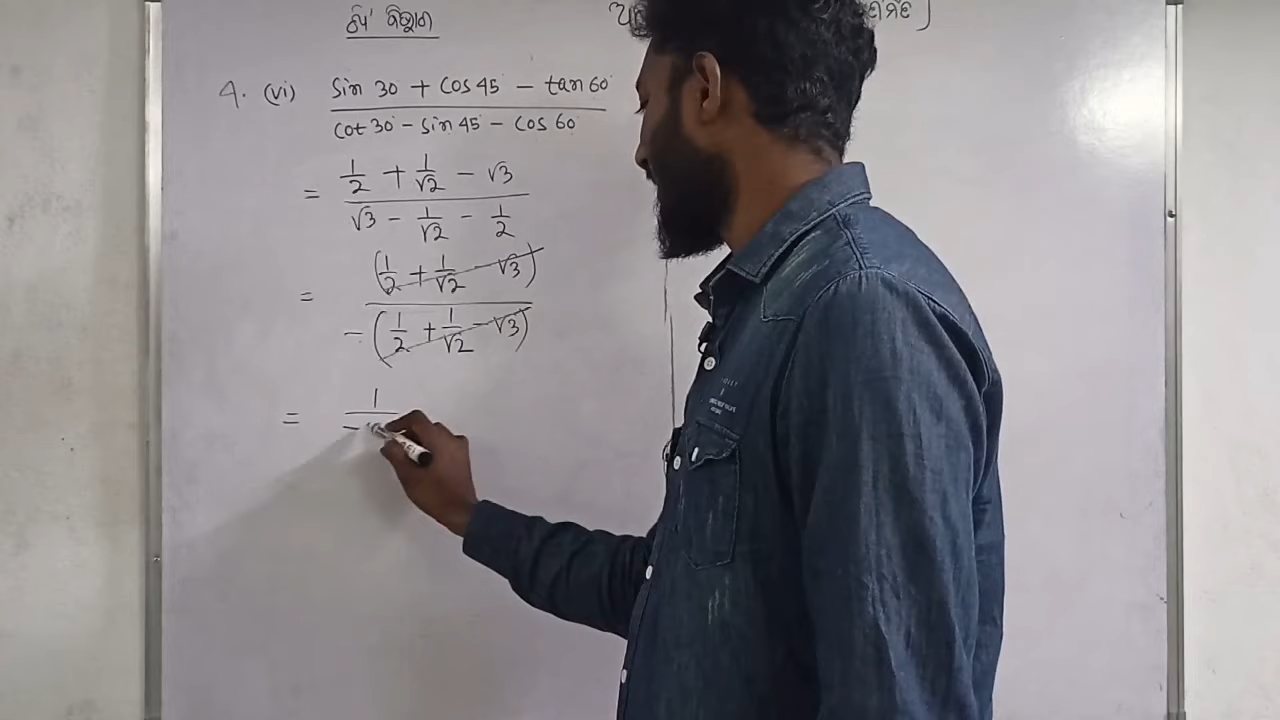 4. (vi) sin 30 + cos 45 - tan 60
cot 30 - sin 45 - cos 60
= 1/2 + 1/√2 - √3
√3 - 1/√2 - 1/2
= (1/2 + 1/√2 - √3)
-(1/2 + 1/√2 - √3)
= 1
-